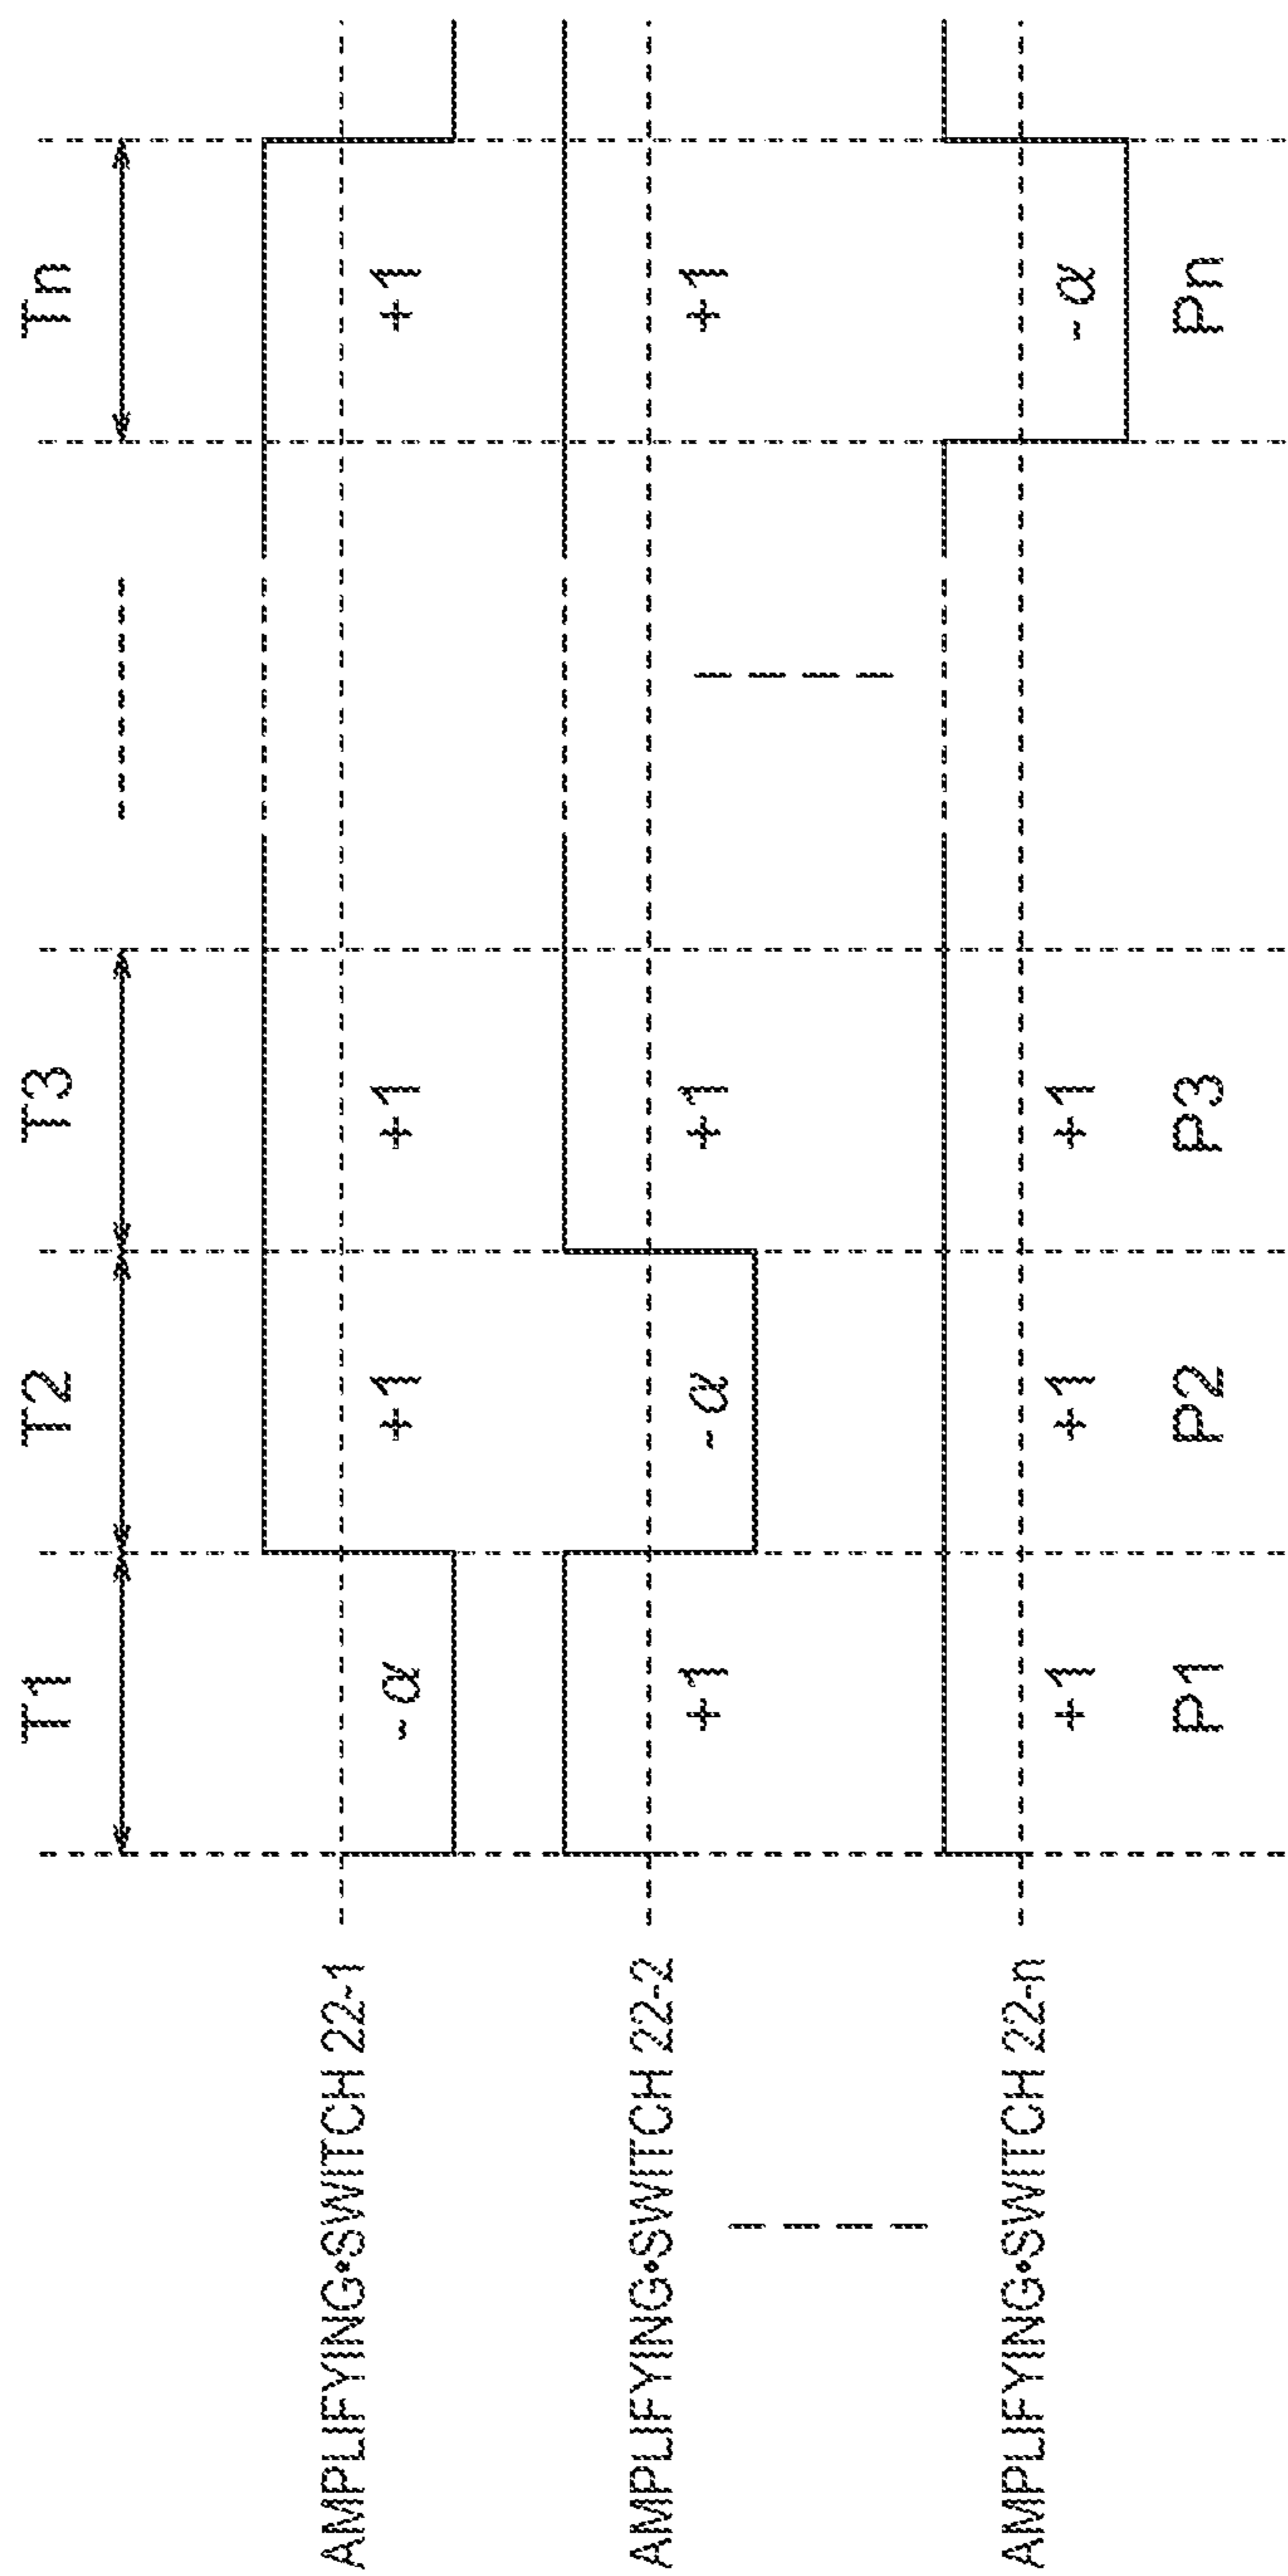 T1 T2 T3 Tn
AMPLIFYING•SWITCH 22-1 -α +1 +1 +1
AMPLIFYING•SWITCH 22-2 +1 -α +1 +1
AMPLIFYING•SWITCH 22-n +1 +1 +1 -α
P1 P2 P3 Pn